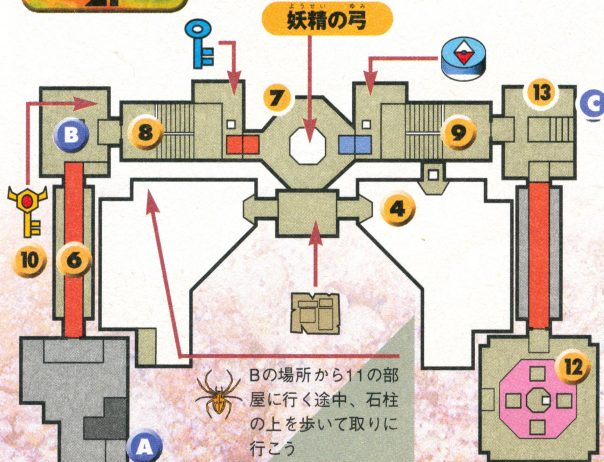 ようせい ゆみ
妖精の弓
7
13
C
B
8
9
4
10
6
12
Bの場所から11の部
屋に行く途中、石柱
の上を歩いて取りに
行こう
A